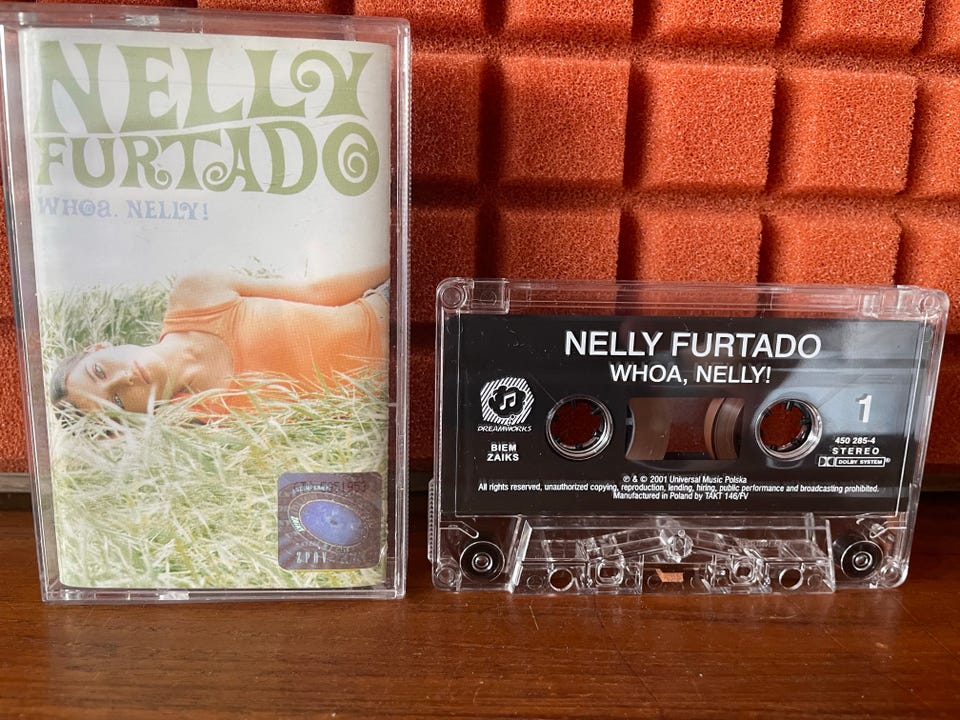 NELLY
FURTADO
WHOa, NELLY!
ZPAV
NELLY FURTADO
WHOA, NELLY!
DREAMWORKS
BIEM
ZAIKS
1
450 285-4
STEREO
DOLBY SYSTEM
℗ & © 2001 Universal Music Polska
All rights reserved, unauthorized copying, reproduction, lending, hiring, public performance and broadcasting prohibited.
Manufactured in Poland by TAKT 146/FV